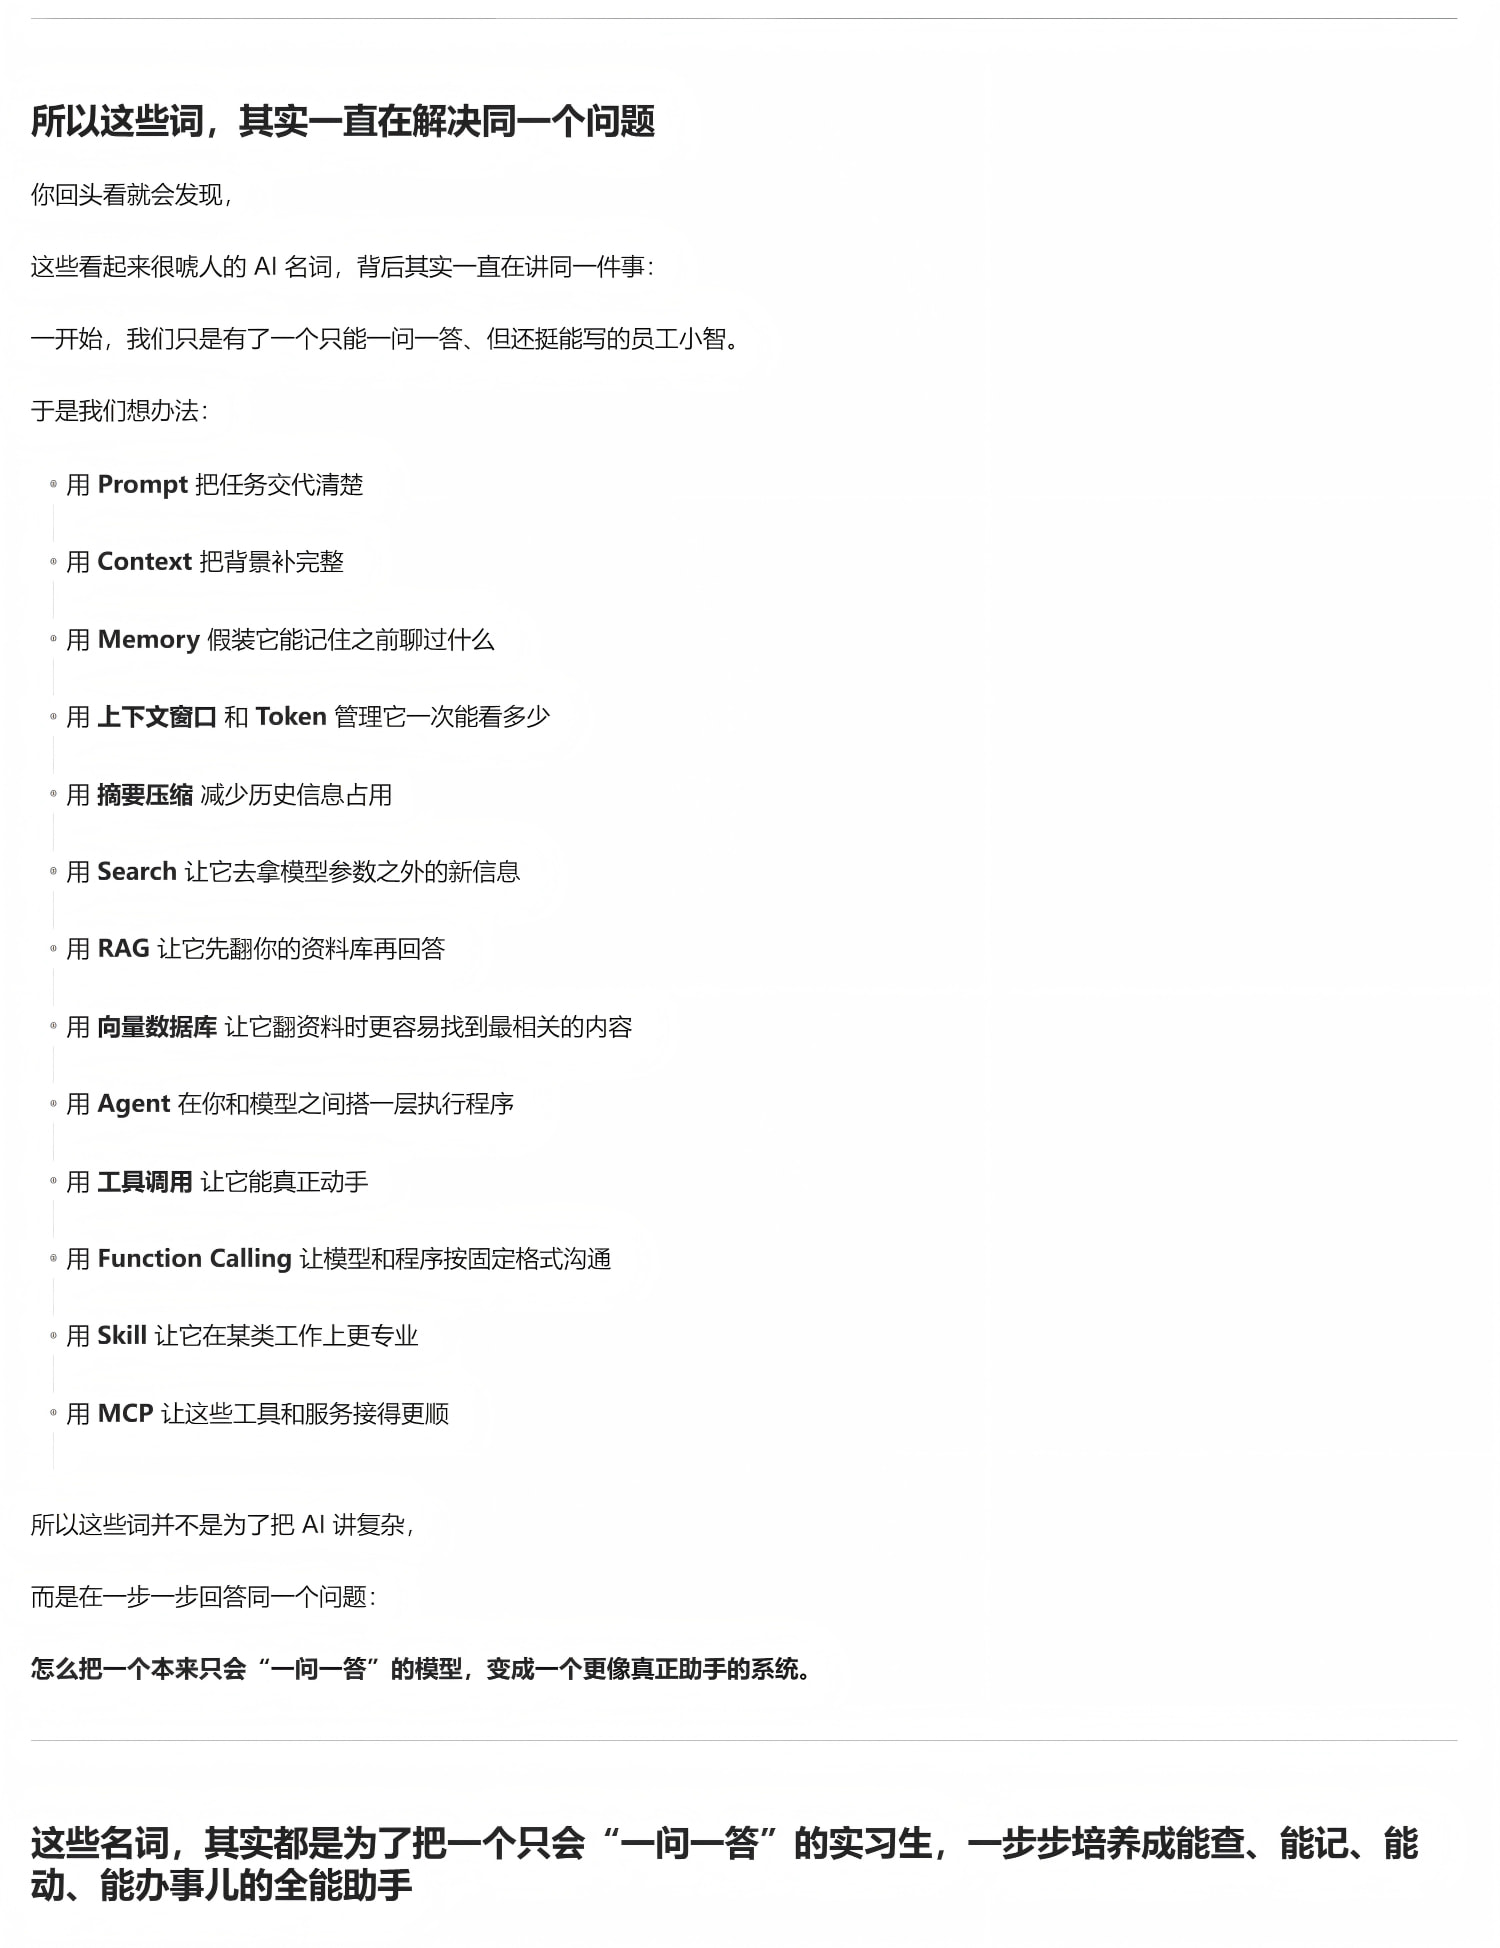 所以这些词，其实一直在解决同一个问题
你回头看就会发现，
这些看起来很唬人的 AI 名词，背后其实一直在讲同一件事：
一开始，我们只是有了一个只能一问一答、但还挺能写的员工小智。
于是我们想办法：
用 Prompt 把任务交代清楚
用 Context 把背景补完整
用 Memory 假装它能记住之前聊过什么
用 上下文窗口 和 Token 管理它一次能看多少
用 摘要压缩 减少历史信息占用
用 Search 让它去拿模型参数之外的新信息
用 RAG 让它先翻你的资料库再回答
用 向量数据库 让它翻资料时更容易找到最相关的内容
用 Agent 在你和模型之间搭一层执行程序
用 工具调用 让它能真正动手
用 Function Calling 让模型和程序按固定格式沟通
用 Skill 让它在某类工作上更专业
用 MCP 让这些工具和服务接得更顺
所以这些词并不是为了把 AI 讲复杂，
而是在一步一步回答同一个问题：
怎么把一个本来只会“一问一答”的模型，变成一个更像真正助手的系统。
这些名词，其实都是为了把一个只会“一问一答”的实习生，一步步培养成能查、能记、能
动、能办事儿的全能助手